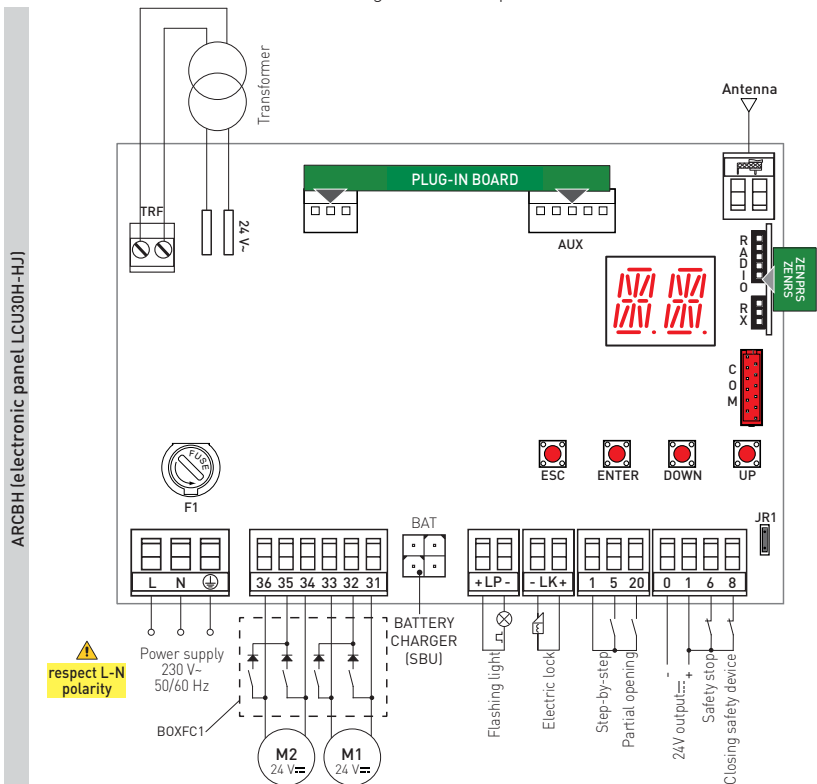 Transformer
Antenna
PLUG-IN BOARD
TRF
24 V~
AUX
RADIO RX
ZENPRS
ZENRS
COM
ARCBH (electronic panel LCU30H-HJ)
FUSE
F1
ESC
ENTER
DOWN
UP
BAT
JR1
L N
36 35 34 33 32 31
+LP-
- LK+
1 5 20
0 1 6 8
BATTERY
CHARGER
(SBU)
Power supply
230 V~
50/60 Hz
respect L-N
polarity
BOXFC1
M2
24 V
M1
24 V
Flashing light
Electric lock
Step-by-step
Partial opening
- +
24V output
Safety stop
Closing safety device